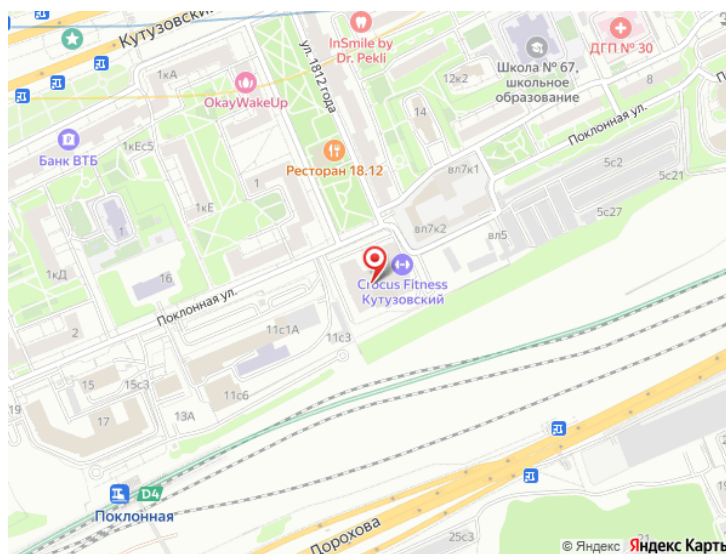 Кутузовский
ул. 1812 года
InSmile by
Dr. Pekli
Школа № 67,
школьное
образование
ДГП № 30
1кА
OkayWakeUp
12к2
14
8
Поклонная ул.
1кЕс5
Банк ВТБ
Ресторан 18.12
вл7к1
5с2
5с21
1
1кЕ
5с27
вл7к2
вл5
1
1кД
16
Crocus Fitness
Кутузовский
Поклонная ул.
2
11с1А
11с3
15
15с3
11с6
19
13А
17
D4
Поклонная
Дорохова
25с3
21
© Яндекс Яндекс Карты